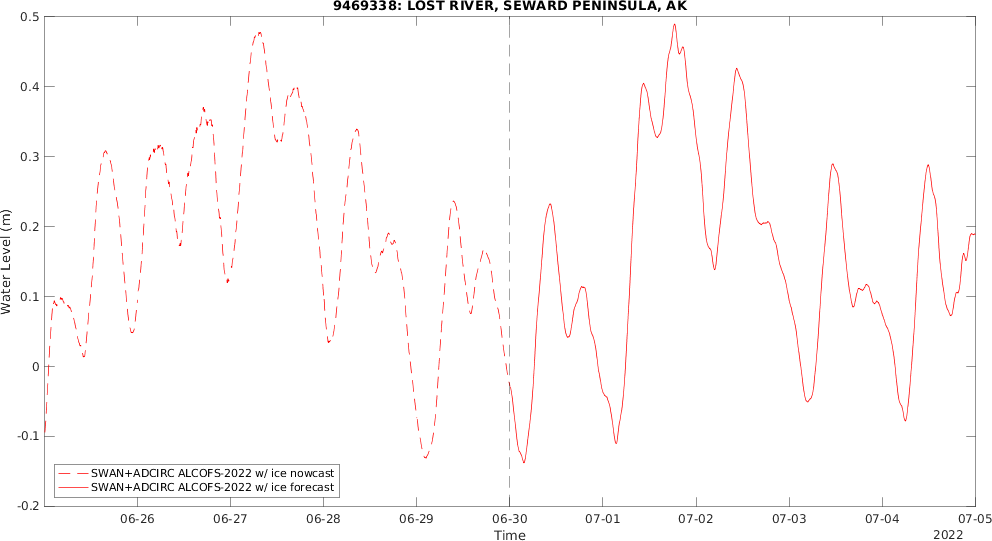 9469338: LOST RIVER, SEWARD PENINSULA, AK
0.5
0.4
0.3
0.2
0.1
0
-0.1
-0.2
Water Level (m)
SWAN+ADCIRC ALCOFS-2022 w/ ice nowcast
SWAN+ADCIRC ALCOFS-2022 w/ ice forecast
06-26 06-27 06-28 06-29 06-30 07-01 07-02 07-03 07-04 07-05
Time
2022